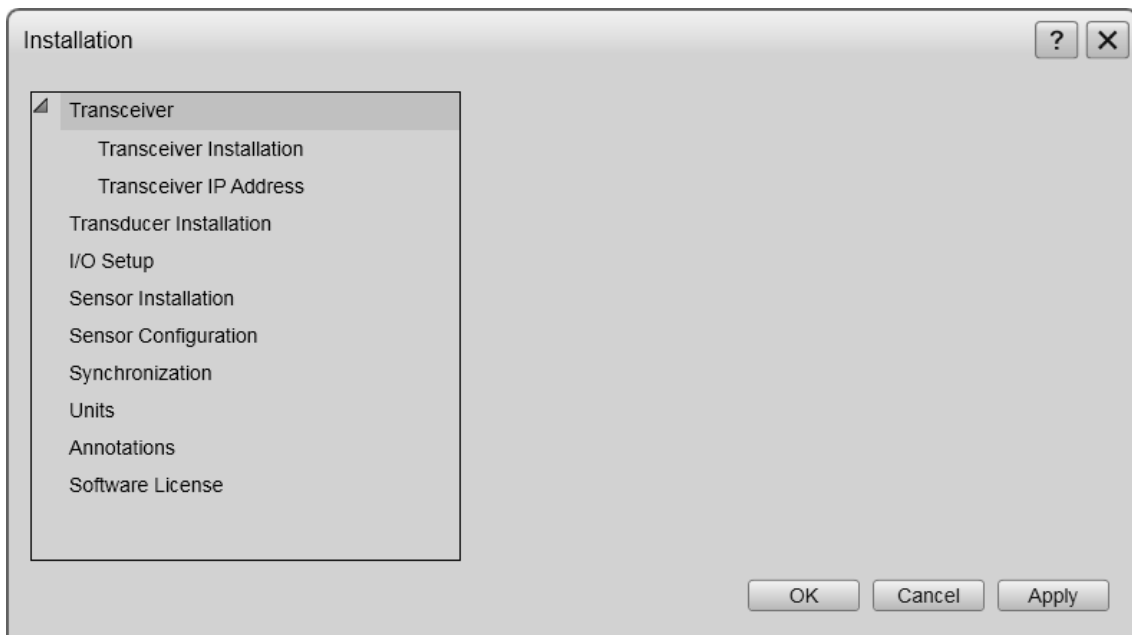 Installation
?
Transceiver
Transceiver Installation
Transceiver IP Address
Transducer Installation
I/O Setup
Sensor Installation
Sensor Configuration
Synchronization
Units
Annotations
Software License
OK Cancel Apply